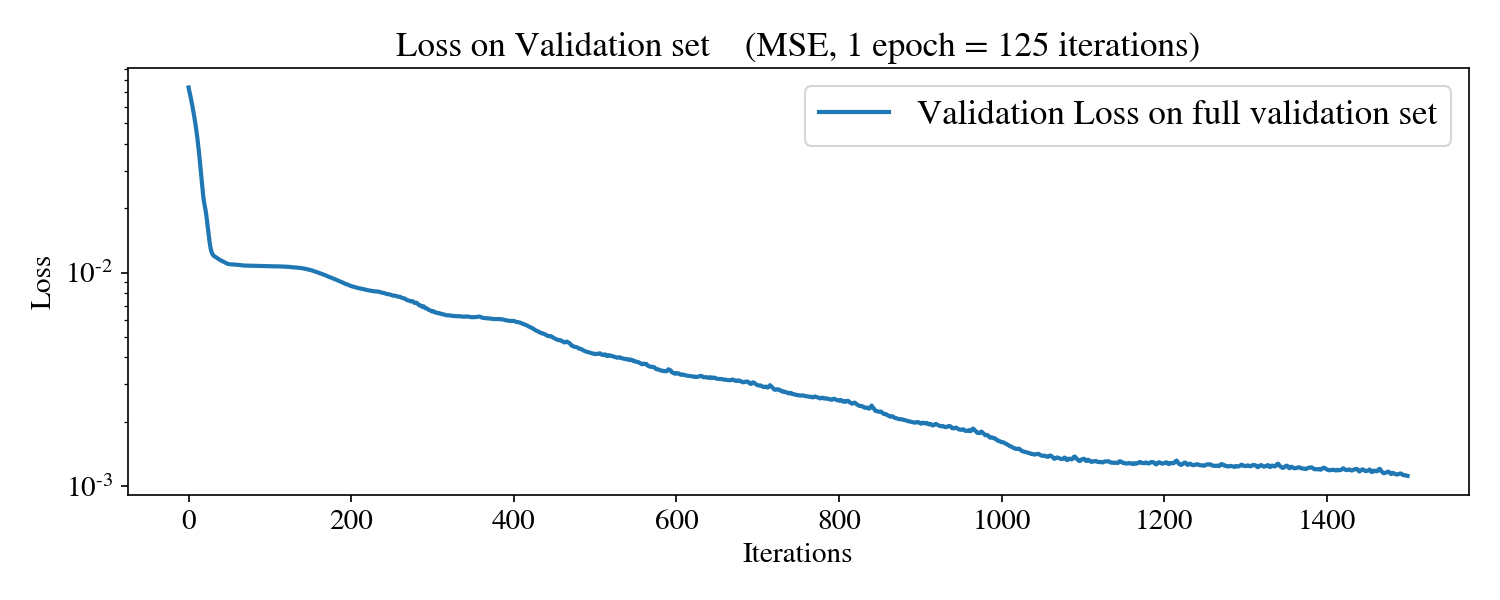 Loss on Validation set (MSE, 1 epoch = 125 iterations)
Validation Loss on full validation set
Loss
10⁻²
10⁻³
0 200 400 600 800 1000 1200 1400
Iterations